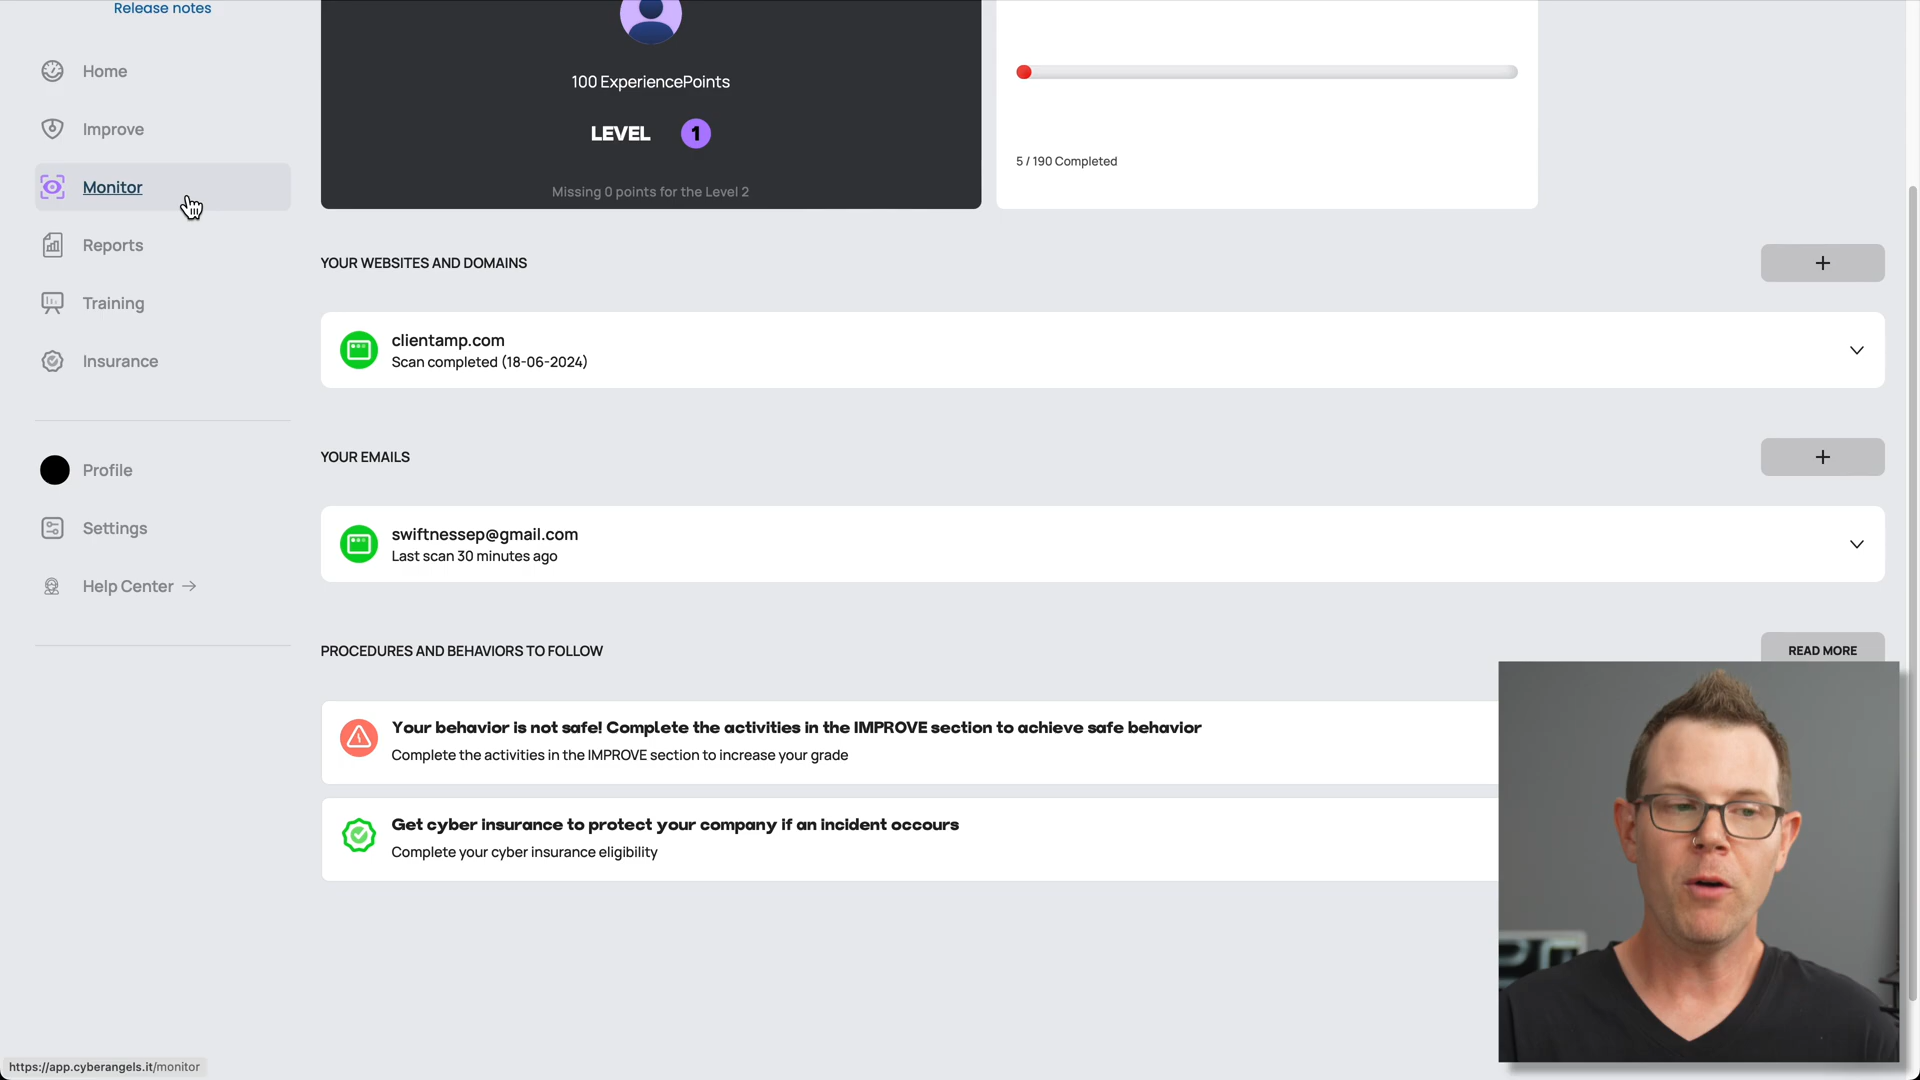 Release notes
Home
Improve
Monitor
Reports
Training
Insurance
Profile
Settings
Help Center →
100 ExperiencePoints
LEVEL 1
Missing 0 points for the Level 2
5 / 190 Completed
YOUR WEBSITES AND DOMAINS
+
clientamp.com
Scan completed (18-06-2024)
YOUR EMAILS
+
swiftnessep@gmail.com
Last scan 30 minutes ago
PROCEDURES AND BEHAVIORS TO FOLLOW
READ MORE
Your behavior is not safe! Complete the activities in the IMPROVE section to achieve safe behavior
Complete the activities in the IMPROVE section to increase your grade
Get cyber insurance to protect your company if an incident occours
Complete your cyber insurance eligibility
https://app.cyberangels.it/monitor